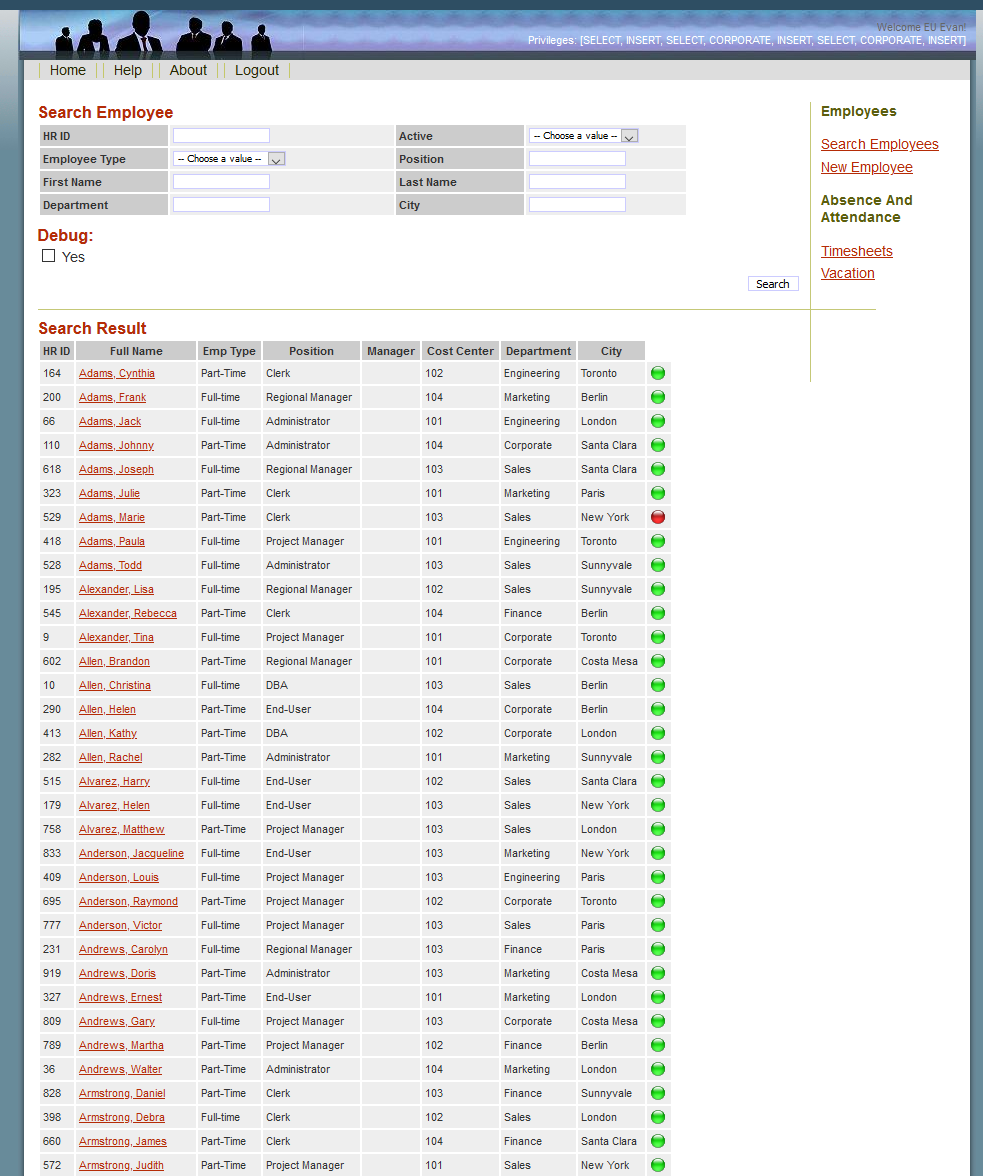 Welcome EU Evan!
Privileges: [SELECT, INSERT, SELECT, CORPORATE, INSERT, SELECT, CORPORATE, INSERT]
Home Help About Logout
Search Employee
HR ID Active -- Choose a value --
Employee Type -- Choose a value -- Position
First Name Last Name
Department City
Debug:
Yes
Search
Employees
Search Employees
New Employee
Absence And
Attendance
Timesheets
Vacation
Search Result
HR ID Full Name Emp Type Position Manager Cost Center Department City
164 Adams, Cynthia Part-Time Clerk 102 Engineering Toronto
200 Adams, Frank Full-time Regional Manager 104 Marketing Berlin
66 Adams, Jack Full-time Administrator 101 Engineering London
110 Adams, Johnny Part-Time Administrator 104 Corporate Santa Clara
618 Adams, Joseph Full-time Regional Manager 103 Sales Santa Clara
323 Adams, Julie Part-Time Clerk 101 Marketing Paris
529 Adams, Marie Part-Time Clerk 103 Sales New York
418 Adams, Paula Full-time Project Manager 101 Engineering Toronto
528 Adams, Todd Full-time Administrator 103 Sales Sunnyvale
195 Alexander, Lisa Full-time Regional Manager 102 Sales Sunnyvale
545 Alexander, Rebecca Part-Time Clerk 104 Finance Berlin
9 Alexander, Tina Full-time Project Manager 101 Corporate Toronto
602 Allen, Brandon Part-Time Regional Manager 101 Corporate Costa Mesa
10 Allen, Christina Full-time DBA 103 Sales Berlin
290 Allen, Helen Part-Time End-User 104 Corporate Berlin
413 Allen, Kathy Part-Time DBA 102 Corporate London
282 Allen, Rachel Part-Time Administrator 101 Marketing Sunnyvale
515 Alvarez, Harry Full-time End-User 102 Sales Santa Clara
179 Alvarez, Helen Full-time End-User 103 Sales New York
758 Alvarez, Matthew Part-Time Project Manager 103 Sales London
833 Anderson, Jacqueline Full-time End-User 103 Marketing New York
409 Anderson, Louis Full-time Project Manager 103 Engineering Paris
695 Anderson, Raymond Part-Time Project Manager 102 Corporate Toronto
777 Anderson, Victor Full-time Project Manager 103 Sales Paris
231 Andrews, Carolyn Full-time Regional Manager 103 Finance Paris
919 Andrews, Doris Part-Time Administrator 103 Marketing Costa Mesa
327 Andrews, Ernest Part-Time End-User 101 Marketing London
809 Andrews, Gary Full-time Project Manager 103 Corporate Costa Mesa
789 Andrews, Martha Part-Time Project Manager 102 Finance Berlin
36 Andrews, Walter Part-Time Administrator 104 Marketing London
828 Armstrong, Daniel Part-Time Clerk 103 Finance Sunnyvale
398 Armstrong, Debra Full-time Clerk 102 Sales London
660 Armstrong, James Part-Time Clerk 104 Finance Santa Clara
572 Armstrong, Judith Part-Time Project Manager 101 Sales New York